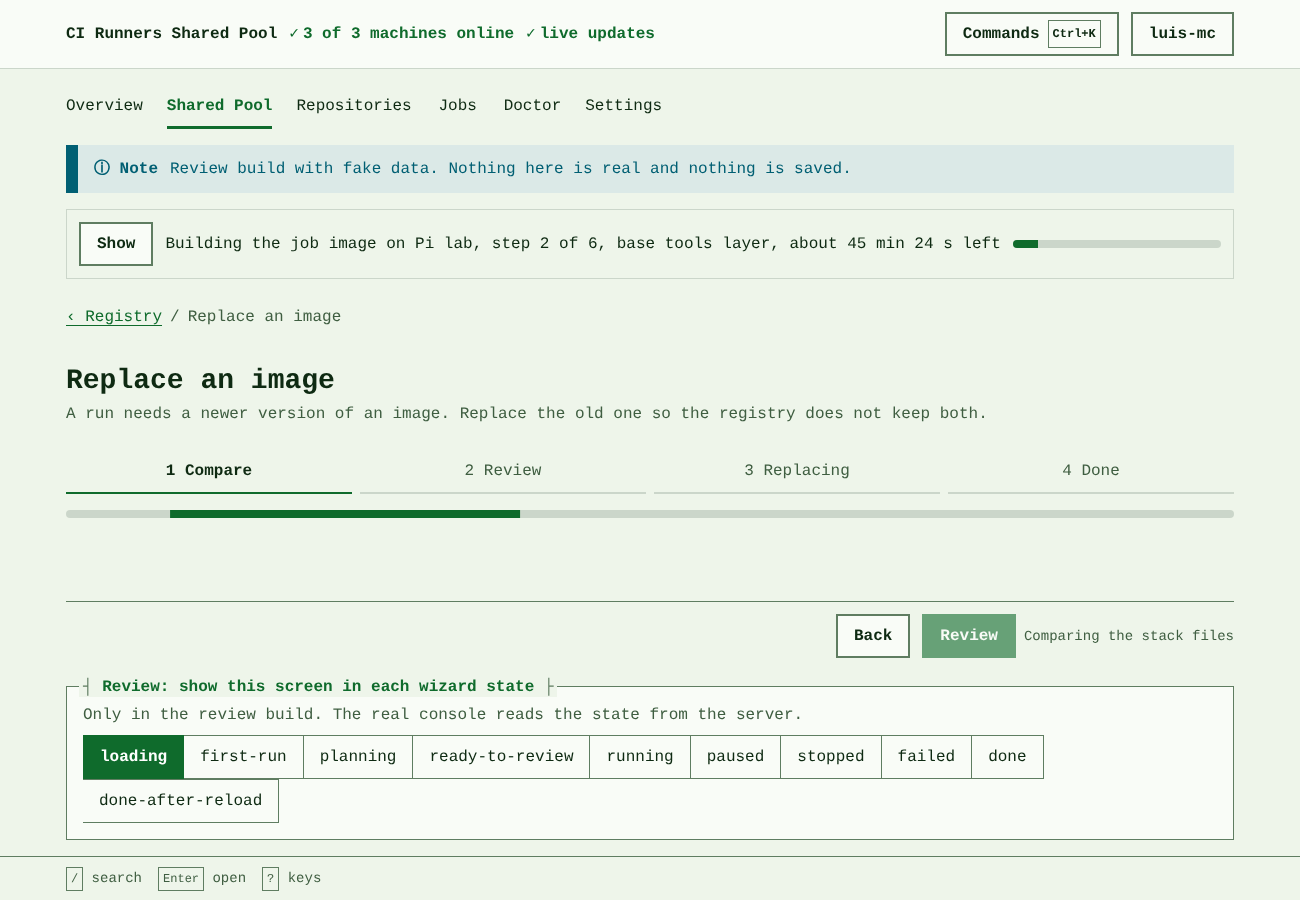 CI Runners Shared Pool ✓ 3 of 3 machines online ✓ live updates
Commands Ctrl+K luis-mc
Overview Shared Pool Repositories Jobs Doctor Settings
ⓘ Note Review build with fake data. Nothing here is real and nothing is saved.
Show Building the job image on Pi lab, step 2 of 6, base tools layer, about 45 min 24 s left
‹ Registry / Replace an image
Replace an image
A run needs a newer version of an image. Replace the old one so the registry does not keep both.
1 Compare 2 Review 3 Replacing 4 Done
Back Review Comparing the stack files
┤ Review: show this screen in each wizard state ├
Only in the review build. The real console reads the state from the server.
loading first-run planning ready-to-review running paused stopped failed done
done-after-reload
/ search Enter open ? keys